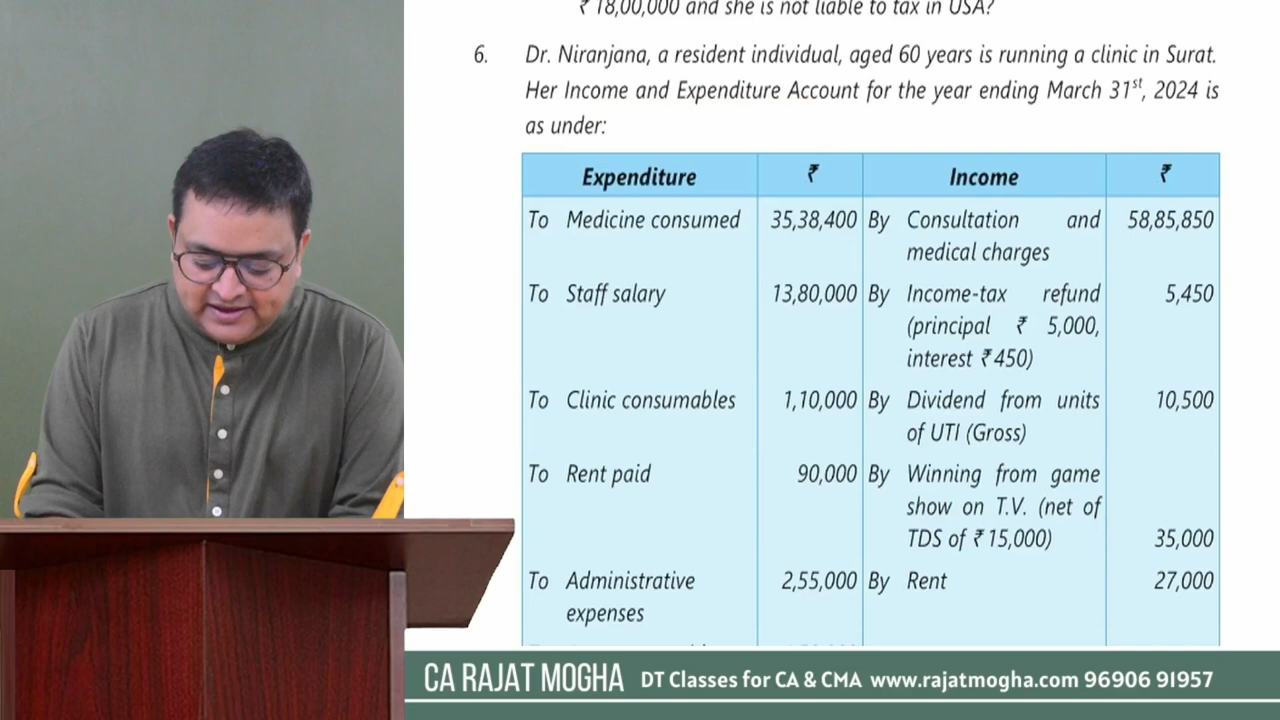 ₹ 18,00,000 and she is not liable to tax in USA?
6. Dr. Niranjana, a resident individual, aged 60 years is running a clinic in Surat.
Her Income and Expenditure Account for the year ending March 31st, 2024 is
as under:
Expenditure ₹ Income ₹
To Medicine consumed 35,38,400 By Consultation and 58,85,850
medical charges
To Staff salary 13,80,000 By Income-tax refund 5,450
(principal ₹ 5,000,
interest ₹ 450)
To Clinic consumables 1,10,000 By Dividend from units 10,500
of UTI (Gross)
To Rent paid 90,000 By Winning from game
show on T.V. (net of
TDS of ₹ 15,000) 35,000
To Administrative 2,55,000 By Rent 27,000
expenses
CA RAJAT MOGHA DT Classes for CA & CMA www.rajatmogha.com 96906 91957